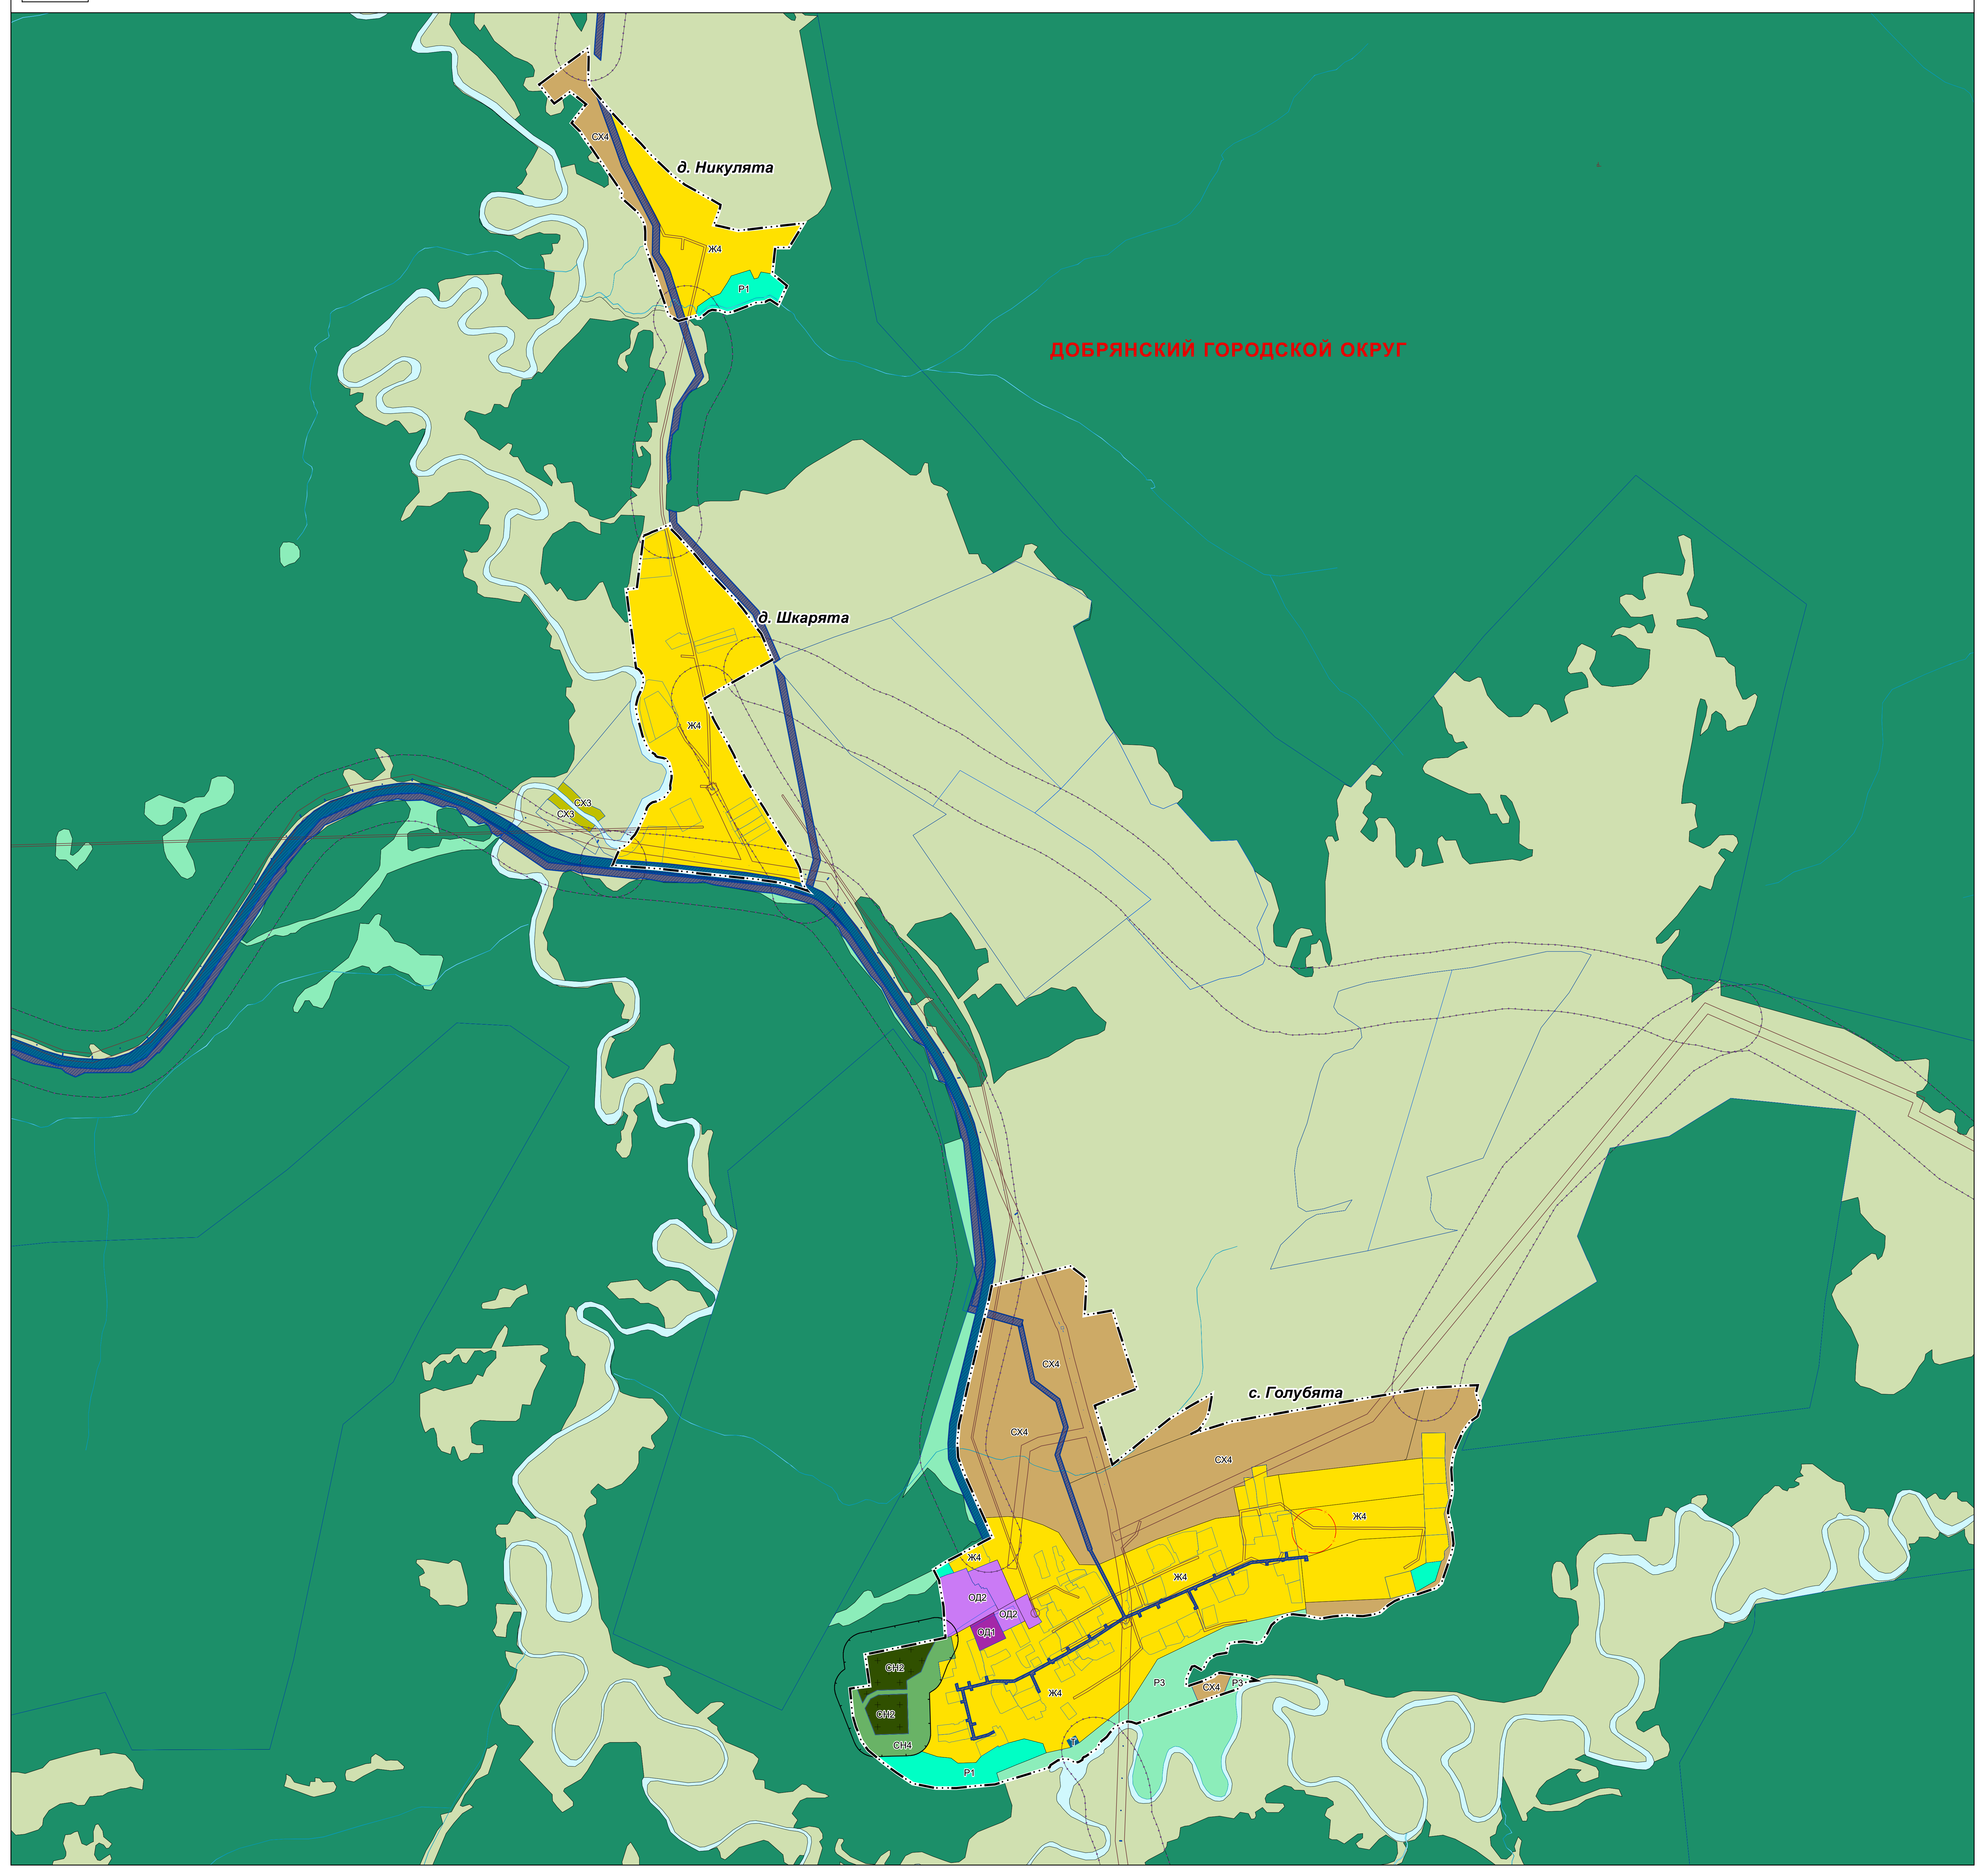 СХ4
д. Никулята
Ж4
Р1
ДОБРЯНСКИЙ ГОРОДСКОЙ ОКРУГ
д. Шкарята
Ж4
СХ3
СХ3
СХ4
с. Голубята
СХ4
СХ4
Ж4
Ж4
Ж4
ОД2
ОД2
ОД1
СН2
Р3
Р3
СХ4
Ж4
СН2
СН4
Р1